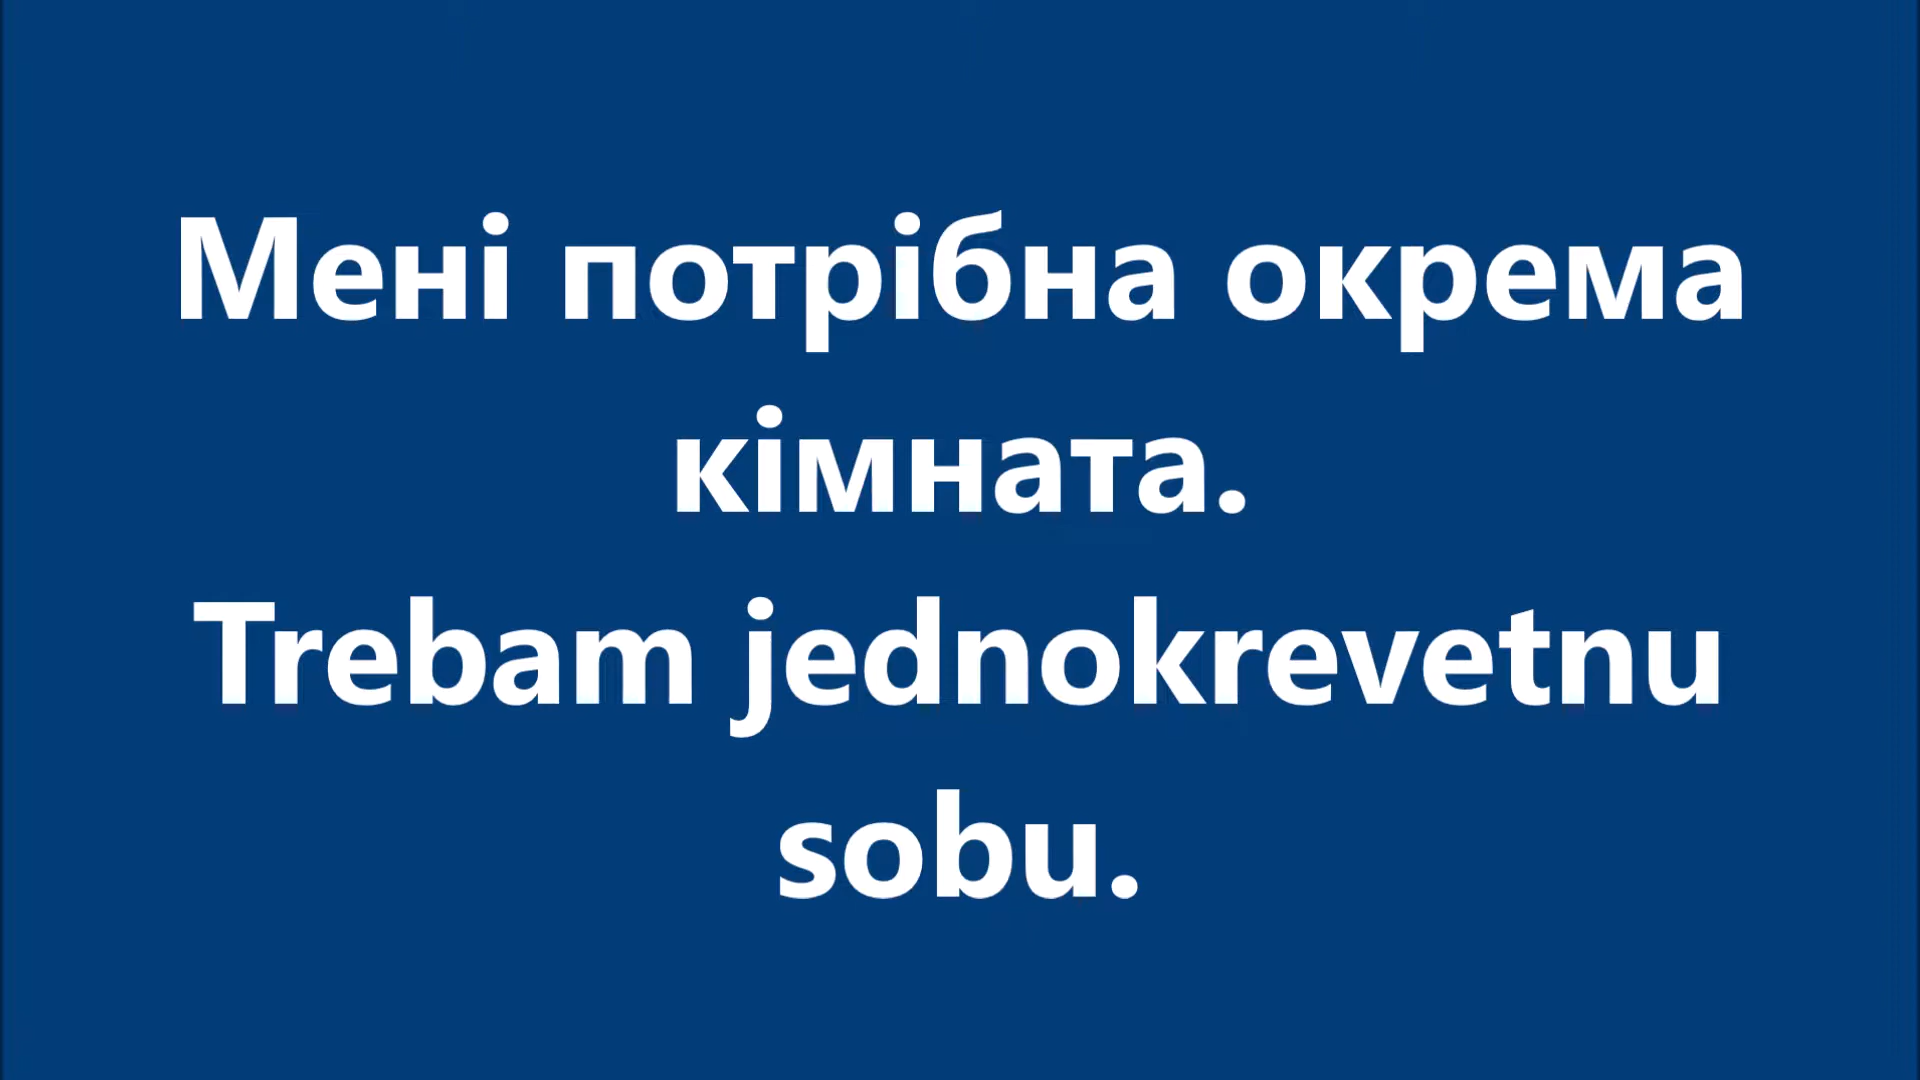 Мені потрібна окрема
кімната.
Trebam jednokrevetnu
sobu.